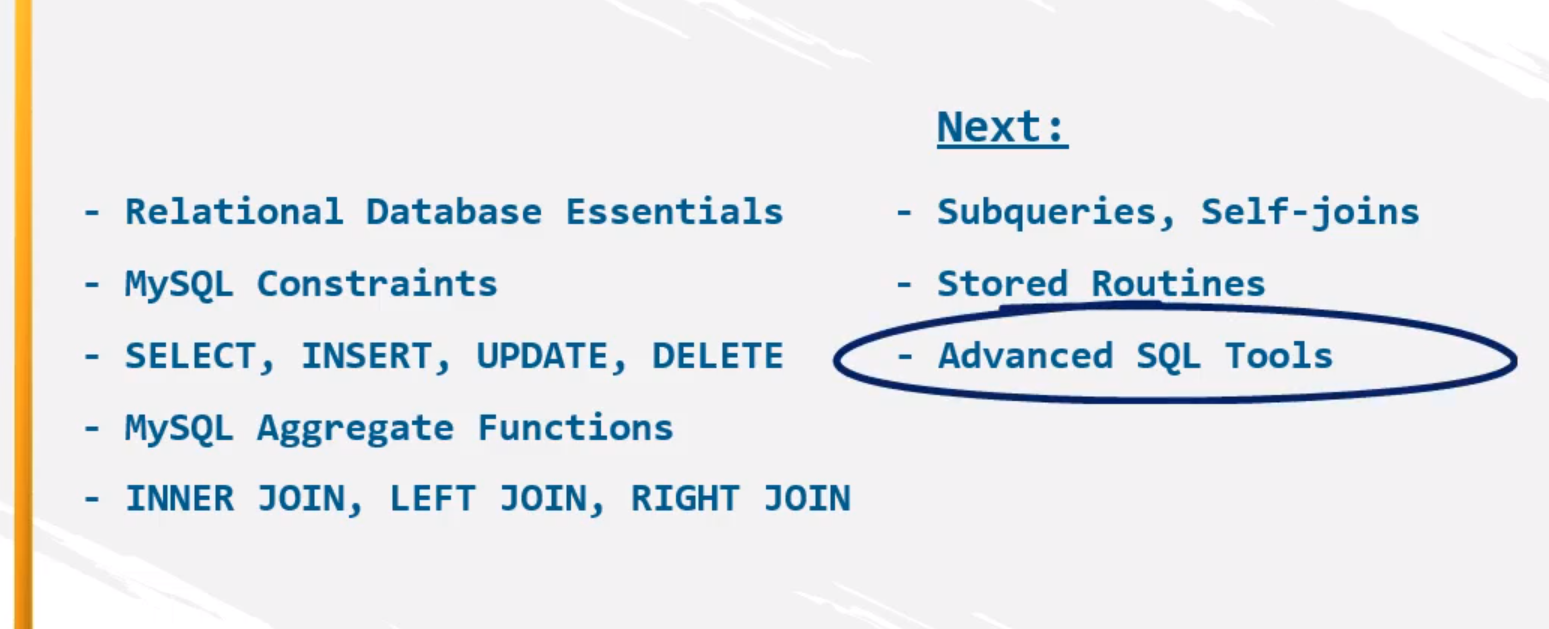 - Relational Database Essentials
- MySQL Constraints
- SELECT, INSERT, UPDATE, DELETE
- MySQL Aggregate Functions
- INNER JOIN, LEFT JOIN, RIGHT JOIN
Next:
- Subqueries, Self-joins
- Stored Routines
- Advanced SQL Tools